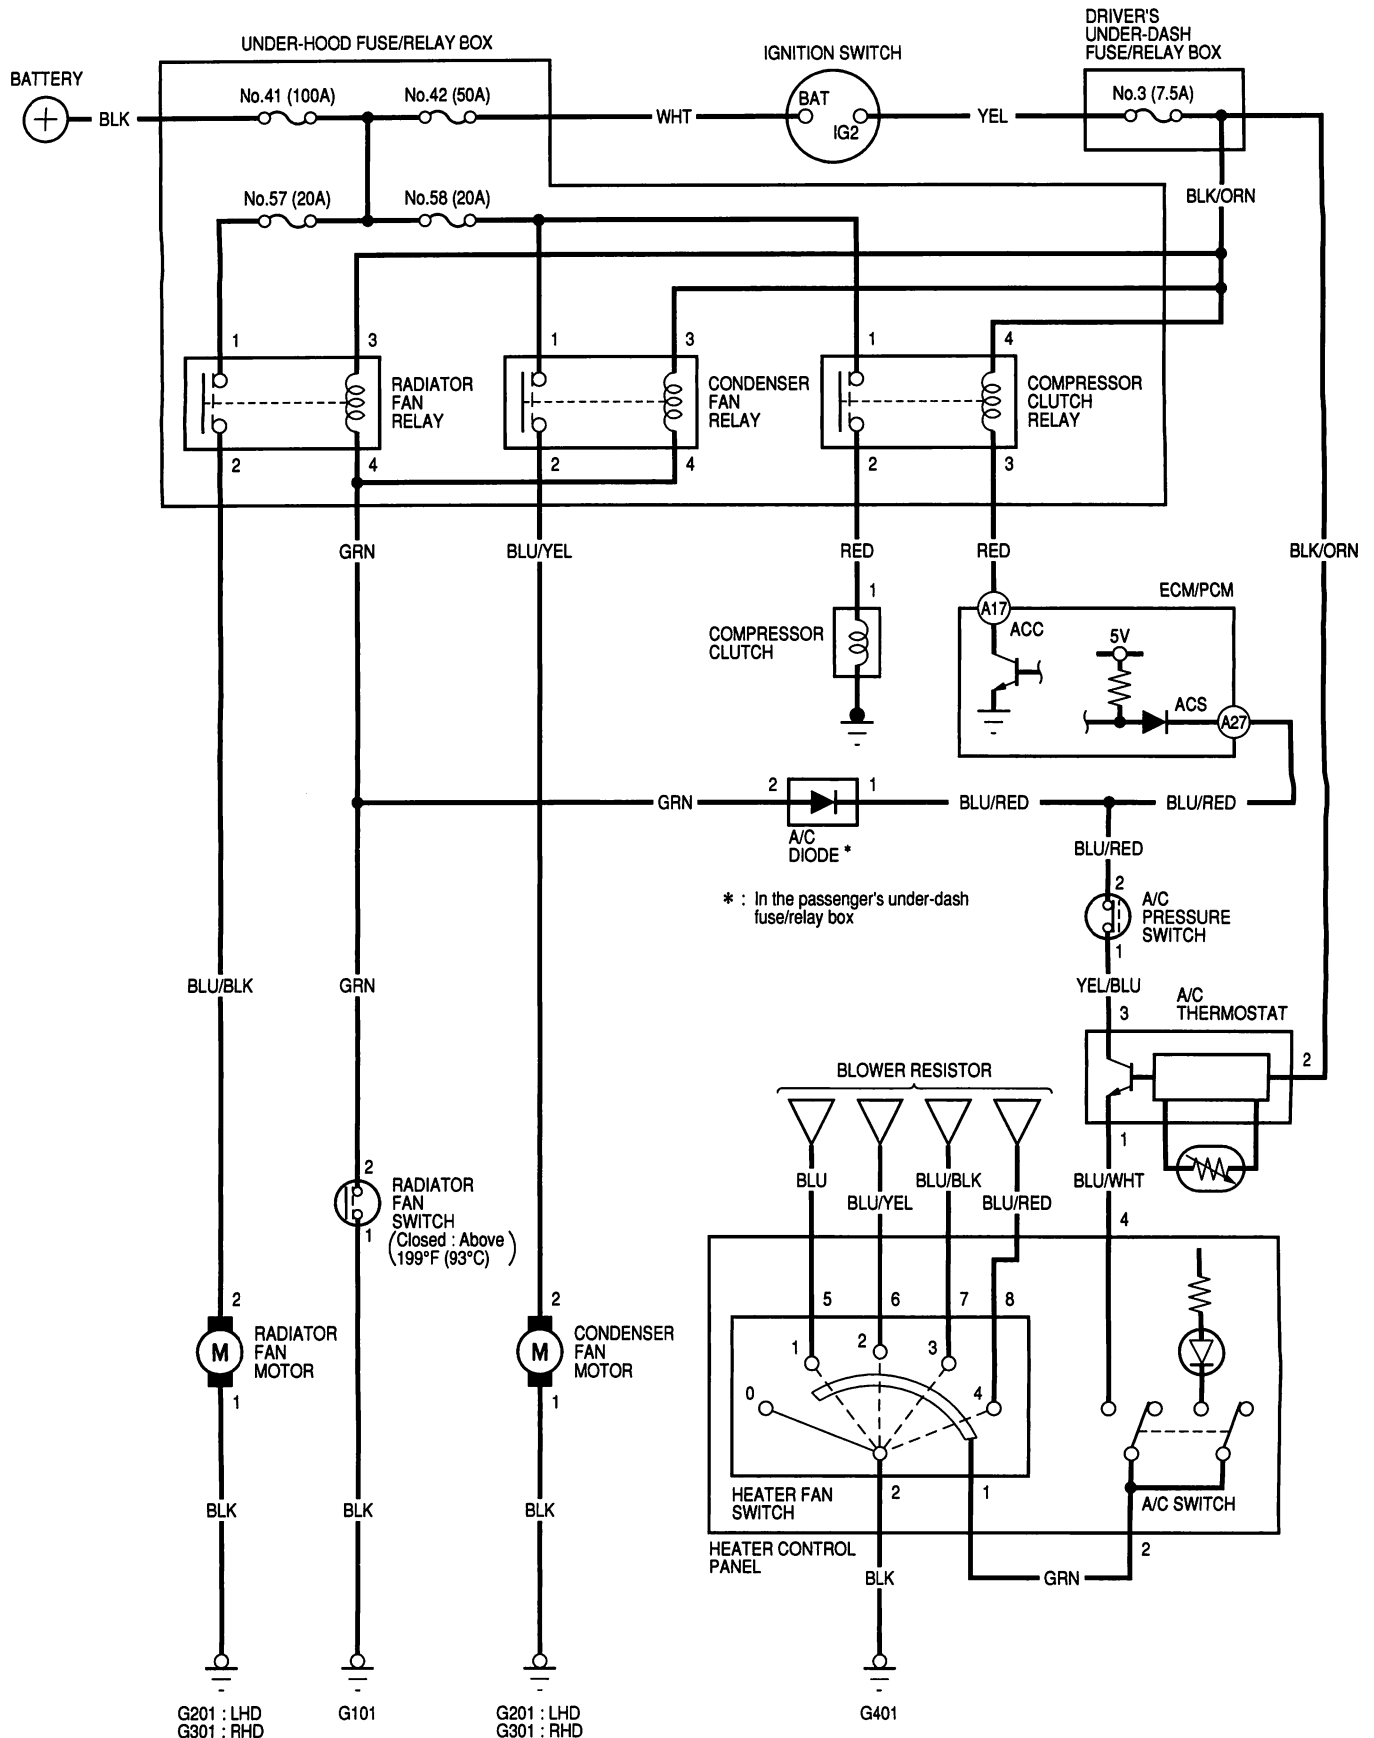 DRIVER'S
UNDER-DASH
FUSE/RELAY BOX
UNDER-HOOD FUSE/RELAY BOX
IGNITION SWITCH
BATTERY
+
BLK
No.41 (100A)
No.42 (50A)
WHT
BAT
IG2
YEL
No.3 (7.5A)
No.57 (20A)
No.58 (20A)
BLK/ORN
1
3
1
3
1
4
RADIATOR
FAN
RELAY
CONDENSER
FAN
RELAY
COMPRESSOR
CLUTCH
RELAY
2
4
2
4
2
3
GRN
BLU/YEL
RED
RED
BLK/ORN
1
ECM/PCM
A17
ACC
5V
COMPRESSOR
CLUTCH
ACS
A27
2
1
GRN
BLU/RED
BLU/RED
A/C
DIODE *
BLU/RED
* : In the passenger's under-dash
fuse/relay box
2
A/C
PRESSURE
SWITCH
1
BLU/BLK
GRN
YEL/BLU
3
A/C
THERMOSTAT
2
BLOWER RESISTOR
1
BLU
BLU/YEL
BLU/BLK
BLU/RED
BLU/WHT
4
2
RADIATOR
FAN
SWITCH
(Closed : Above
199°F (93°C))
1
2
2
5
6
7
8
M
RADIATOR
FAN
MOTOR
M
CONDENSER
FAN
MOTOR
1
1
0
1
2
3
4
HEATER FAN
SWITCH
2
1
A/C SWITCH
BLK
BLK
BLK
HEATER CONTROL
PANEL
2
BLK
GRN
G201 : LHD
G301 : RHD
G101
G201 : LHD
G301 : RHD
G401